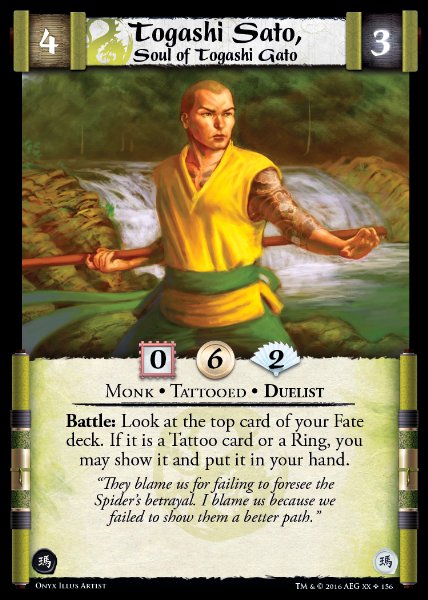 4
Togashi Sato,
Soul of Togashi Gato
3
0 6 2
Monk • Tattooed • Duelist
Battle: Look at the top card of your Fate
deck. If it is a Tattoo card or a Ring, you
may show it and put it in your hand.
“They blame us for failing to foresee the
Spider’s betrayal. I blame us because we
failed to show them a better path.”
瑪
瑪
Onyx Illus Artist
TM & © 2016 AEG XX ❖ 156